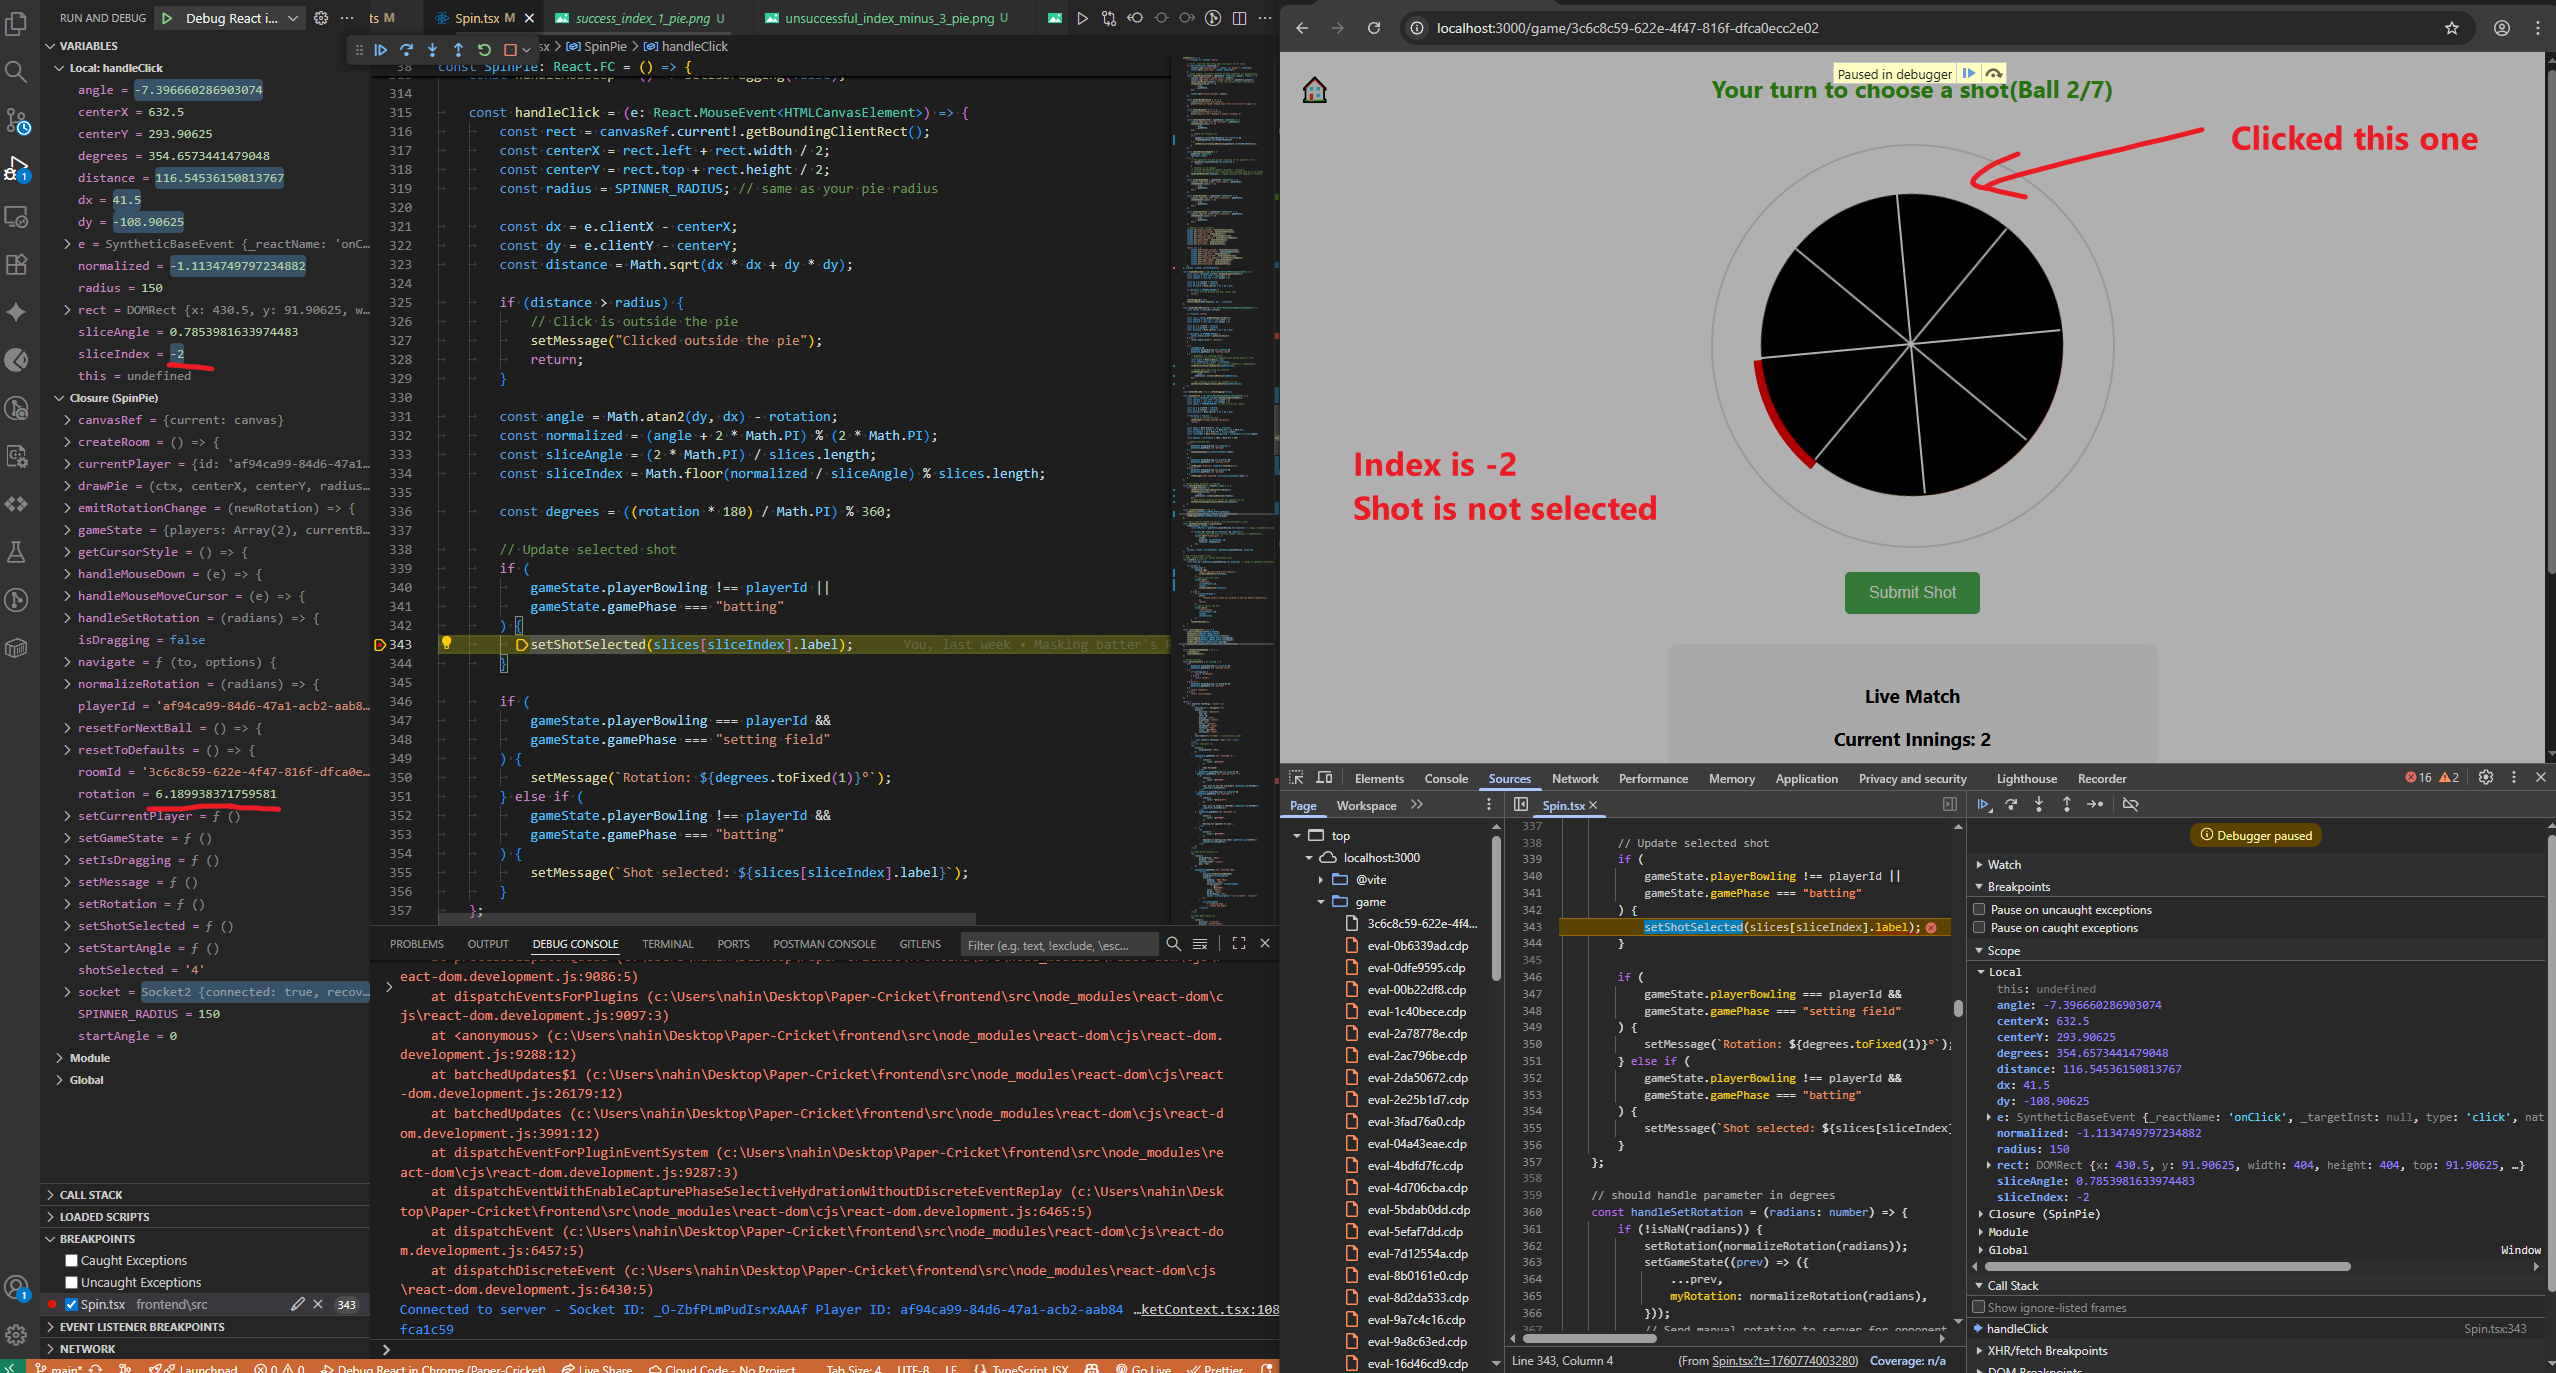 RUN AND DEBUG
Debug React i...
ts M
Spin.tsx M
success_index_1_pie.png U
unsuccessful_index_minus_3_pie.png U
VARIABLES
Local: handleClick
angle = -7.396660286903074
centerX = 632.5
centerY = 293.90625
degrees = 354.6573441479048
distance = 116.54536150813767
dx = 41.5
dy = -108.90625
e = SyntheticBaseEvent {_reactName: 'onC...
normalized = -1.1134749797234882
radius = 150
rect = DOMRect {x: 430.5, y: 91.90625, w...
sliceAngle = 0.7853981633974483
sliceIndex = -2
this = undefined
Closure (SpinPie)
canvasRef = {current: canvas}
createRoom = () => {
currentPlayer = {id: 'af94ca99-84d6-47a1...
drawPie = (ctx, centerX, centerY, radius...
emitRotationChange = (newRotation) => {
gameState = {players: Array(2), currentB...
getCursorStyle = () => {
handleMouseDown = (e) => {
handleMouseMoveCursor = (e) => {
handleSetRotation = (radians) => {
isDragging = false
navigate = ƒ (to, options) {
normalizeRotation = (radians) => {
playerId = 'af94ca99-84d6-47a1-acb2-aab8...
resetForNextBall = () => {
resetToDefaults = () => {
roomId = '3c6c8c59-622e-4f47-816f-dfca0e...
rotation = 6.189938371759581
setCurrentPlayer = ƒ ()
setGameState = ƒ ()
setIsDragging = ƒ ()
setMessage = ƒ ()
setRotation = ƒ ()
setShotSelected = ƒ ()
setStartAngle = ƒ ()
shotSelected = '4'
socket = Socket2 {connected: true, recov...
SPINNER_RADIUS = 150
startAngle = 0
Module
Global
CALL STACK
LOADED SCRIPTS
BREAKPOINTS
Caught Exceptions
Uncaught Exceptions
Spin.tsx frontend\src 343
EVENT LISTENER BREAKPOINTS
NETWORK
sx > SpinPie > handleClick
38 const SpinPie: React.FC = () => {
314
315 const handleClick = (e: React.MouseEvent<HTMLCanvasElement>) => {
316 const rect = canvasRef.current!.getBoundingClientRect();
317 const centerX = rect.left + rect.width / 2;
318 const centerY = rect.top + rect.height / 2;
319 const radius = SPINNER_RADIUS; // same as your pie radius
320
321 const dx = e.clientX - centerX;
322 const dy = e.clientY - centerY;
323 const distance = Math.sqrt(dx * dx + dy * dy);
324
325 if (distance > radius) {
326 // Click is outside the pie
327 setMessage("Clicked outside the pie");
328 return;
329 }
330
331 const angle = Math.atan2(dy, dx) - rotation;
332 const normalized = (angle + 2 * Math.PI) % (2 * Math.PI);
333 const sliceAngle = (2 * Math.PI) / slices.length;
334 const sliceIndex = Math.floor(normalized / sliceAngle) % slices.length;
335
336 const degrees = ((rotation * 180) / Math.PI) % 360;
337
338 // Update selected shot
339 if (
340 gameState.playerBowling !== playerId ||
341 gameState.gamePhase === "batting"
342 ) {
343 setShotSelected(slices[sliceIndex].label); You, last week • Masking batter's
344 }
345
346 if (
347 gameState.playerBowling === playerId &&
348 gameState.gamePhase === "setting field"
349 ) {
350 setMessage(`Rotation: ${degrees.toFixed(1)}°`);
351 } else if (
352 gameState.playerBowling !== playerId &&
353 gameState.gamePhase === "batting"
354 ) {
355 setMessage(`Shot selected: ${slices[sliceIndex].label}`);
356 }
357 };
PROBLEMS OUTPUT DEBUG CONSOLE TERMINAL PORTS POSTMAN CONSOLE GITLENS
Filter (e.g. text, !exclude, \esc...
eact-dom.development.js:9086:5)
at dispatchEventsForPlugins (c:\Users\nahin\Desktop\Paper-Cricket\frontend\src\node_modules\react-dom\c
js\react-dom.development.js:9097:3)
at <anonymous> (c:\Users\nahin\Desktop\Paper-Cricket\frontend\src\node_modules\react-dom\cjs\react-dom.
development.js:9288:12)
at batchedUpdates$1 (c:\Users\nahin\Desktop\Paper-Cricket\frontend\src\node_modules\react-dom\cjs\react
-dom.development.js:26179:12)
at batchedUpdates (c:\Users\nahin\Desktop\Paper-Cricket\frontend\src\node_modules\react-dom\cjs\react-d
om.development.js:3991:12)
at dispatchEventForPluginEventSystem (c:\Users\nahin\Desktop\Paper-Cricket\frontend\src\node_modules\re
act-dom\cjs\react-dom.development.js:9287:3)
at dispatchEventWithEnableCapturePhaseSelectiveHydrationWithoutDiscreteEventReplay (c:\Users\nahin\Desk
top\Paper-Cricket\frontend\src\node_modules\react-dom\cjs\react-dom.development.js:6465:5)
at dispatchEvent (c:\Users\nahin\Desktop\Paper-Cricket\frontend\src\node_modules\react-dom\cjs\react-do
m.development.js:6457:5)
at dispatchDiscreteEvent (c:\Users\nahin\Desktop\Paper-Cricket\frontend\src\node_modules\react-dom\cjs
\react-dom.development.js:6430:5)
Connected to server - Socket ID: _O-ZbfPLmPudIsrxAAAf Player ID: af94ca99-84d6-47a1-acb2-aab84 …ketContext.tsx:108
fca1c59
main* Launchpad 0 0 Debug React in Chrome (Paper-Cricket) Live Share Cloud Code - No Project Tab Size: 4 UTF-8 LF TypeScript JSX Go Live Prettier
localhost:3000/game/3c6c8c59-622e-4f47-816f-dfca0ecc2e02
Paused in debugger
Your turn to choose a shot(Ball 2/7)
Clicked this one
Index is -2
Shot is not selected
Submit Shot
Live Match
Current Innings: 2
Elements Console Sources Network Performance Memory Application Privacy and security Lighthouse Recorder
16 2
Page Workspace
Spin.tsx
top
localhost:3000
@vite
game
3c6c8c59-622e-4f4...
eval-0b6339ad.cdp
eval-0dfe9595.cdp
eval-00b22df8.cdp
eval-1c40bece.cdp
eval-2a78778e.cdp
eval-2ac796be.cdp
eval-2da50672.cdp
eval-2e25b1d7.cdp
eval-3fad76a0.cdp
eval-04a43eae.cdp
eval-4bdfd7fc.cdp
eval-4d706cba.cdp
eval-5bdab0dd.cdp
eval-5efaf7dd.cdp
eval-7d12554a.cdp
eval-8b0161e0.cdp
eval-8d2da533.cdp
eval-9a7c4c16.cdp
eval-9a8c63ed.cdp
eval-16d46cd9.cdp
337
338 // Update selected shot
339 if (
340 gameState.playerBowling !== playerId ||
341 gameState.gamePhase === "batting"
342 ) {
343 setShotSelected(slices[sliceIndex].label);
344 }
345
346 if (
347 gameState.playerBowling === playerId &&
348 gameState.gamePhase === "setting field"
349 ) {
350 setMessage(`Rotation: ${degrees.toFixed(1)}°`);
351 } else if (
352 gameState.playerBowling !== playerId &&
353 gameState.gamePhase === "batting"
354 ) {
355 setMessage(`Shot selected: ${slices[sliceIndex]
356 }
357 };
358
359 // should handle parameter in degrees
360 const handleSetRotation = (radians: number) => {
361 if (!isNaN(radians)) {
362 setRotation(normalizeRotation(radians));
363 setGameState((prev) => ({
364 ...prev,
365 myRotation: normalizeRotation(radians),
366 }));
367 // Send manual rotation to server for opponent
Line 343, Column 4
(From Spin.tsx?t=1760774003280)
Coverage: n/a
Debugger paused
Watch
Breakpoints
Pause on uncaught exceptions
Pause on caught exceptions
Scope
Local
this: undefined
angle: -7.396660286903074
centerX: 632.5
centerY: 293.90625
degrees: 354.6573441479048
distance: 116.54536150813767
dx: 41.5
dy: -108.90625
e: SyntheticBaseEvent {_reactName: 'onClick', _targetInst: null, type: 'click', nat
normalized: -1.1134749797234882
radius: 150
rect: DOMRect {x: 430.5, y: 91.90625, width: 404, height: 404, top: 91.90625, …}
sliceAngle: 0.7853981633974483
sliceIndex: -2
Closure (SpinPie)
Module
Global Window
Call Stack
Show ignore-listed frames
handleClick Spin.tsx:343
XHR/fetch Breakpoints
DOM Breakpoints